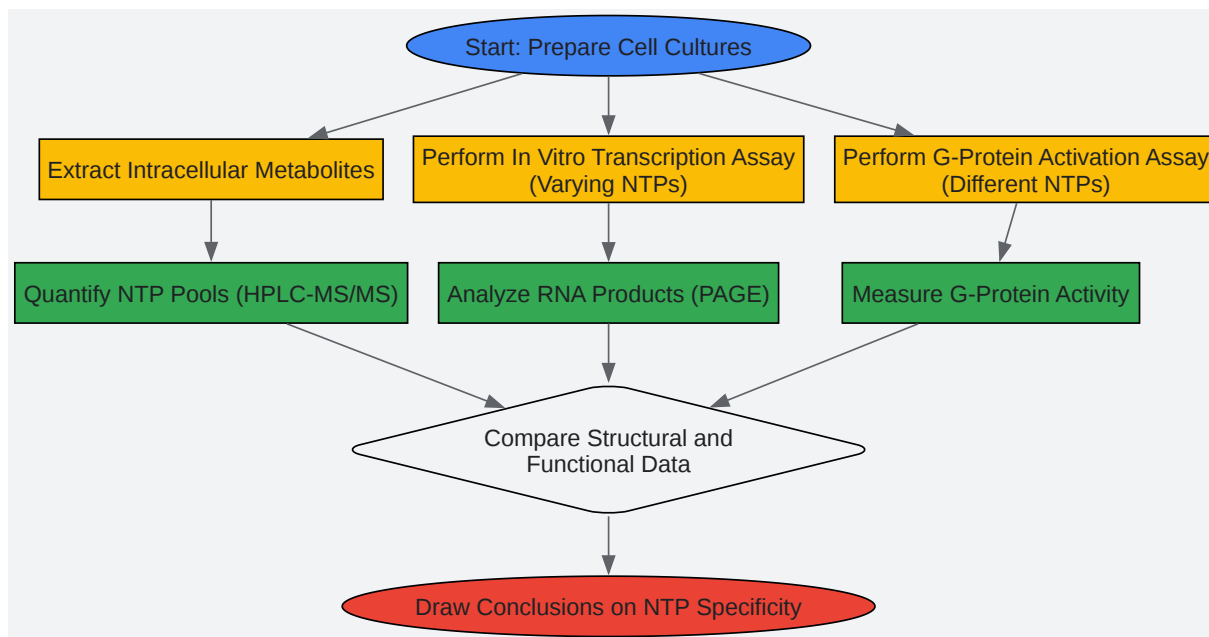 Start: Prepare Cell Cultures
Extract Intracellular Metabolites
Perform In Vitro Transcription Assay
(Varying NTPs)
Perform G-Protein Activation Assay
(Different NTPs)
Quantify NTP Pools (HPLC-MS/MS)
Analyze RNA Products (PAGE)
Measure G-Protein Activity
Compare Structural and
Functional Data
Draw Conclusions on NTP Specificity